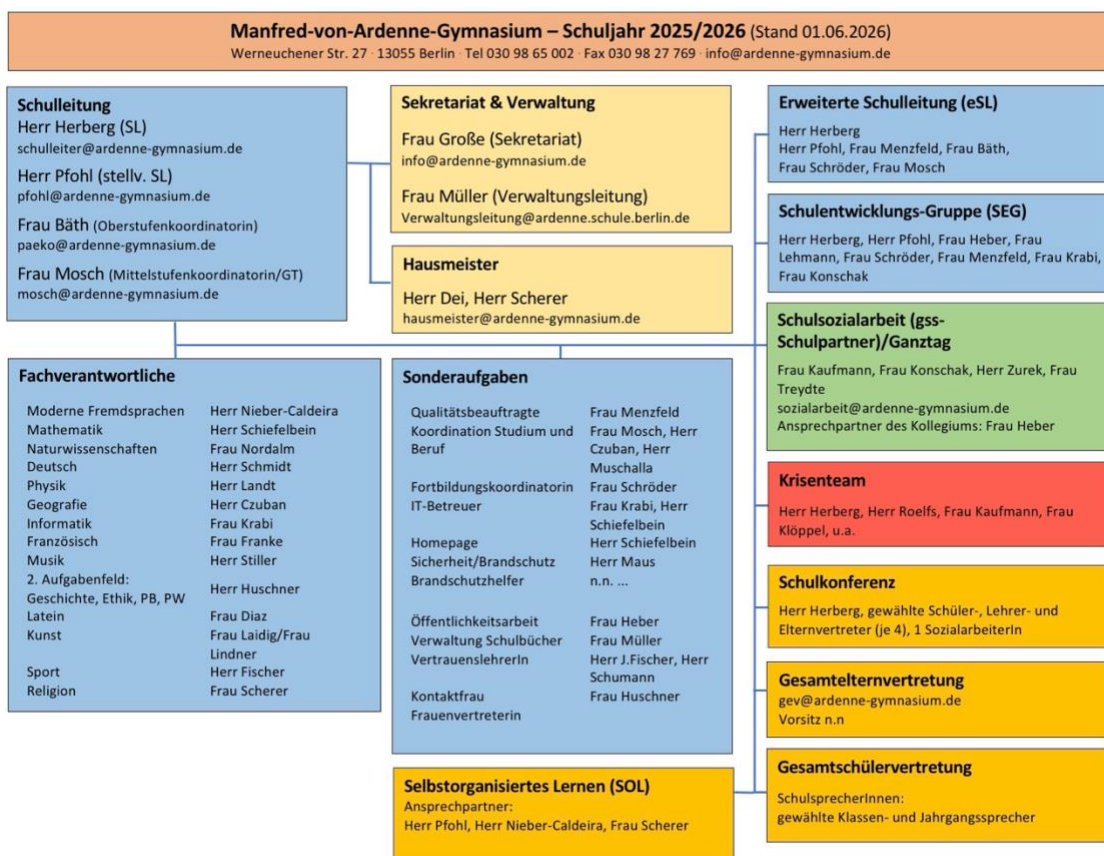 Manfred-von-Ardenne-Gymnasium – Schuljahr 2025/2026 (Stand 01.06.2026)
Werneuchener Str. 27 · 13055 Berlin · Tel 030 98 65 002 · Fax 030 98 27 769 · info@ardenne-gymnasium.de
Schulleitung
Herr Herberg (SL)
schulleiter@ardenne-gymnasium.de
Herr Pfohl (stellv. SL)
pfohl@ardenne-gymnasium.de
Frau Bäth (Oberstufenkoordinatorin)
paeko@ardenne-gymnasium.de
Frau Mosch (Mittelstufenkoordinatorin/GT)
mosch@ardenne-gymnasium.de
Sekretariat & Verwaltung
Frau Große (Sekretariat)
info@ardenne-gymnasium.de
Frau Müller (Verwaltungsleitung)
Verwaltungsleitung@ardenne.schule.berlin.de
Hausmeister
Herr Dei, Herr Scherer
hausmeister@ardenne-gymnasium.de
Erweiterte Schulleitung (eSL)
Herr Herberg
Herr Pfohl, Frau Menzfeld, Frau Bäth,
Frau Schröder, Frau Mosch
Schulentwicklungs-Gruppe (SEG)
Herr Herberg, Herr Pfohl, Frau Heber, Frau
Lehmann, Frau Schröder, Frau Menzfeld, Frau Krabi,
Frau Konschak
Schulsozialarbeit (gss-
Schulpartner)/Ganztag
Frau Kaufmann, Frau Konschak, Herr Zurek, Frau
Treydte
sozialarbeit@ardenne-gymnasium.de
Ansprechpartner des Kollegiums: Frau Heber
Krisenteam
Herr Herberg, Herr Roelfs, Frau Kaufmann, Frau
Klöppel, u.a.
Schulkonferenz
Herr Herberg, gewählte Schüler-, Lehrer- und
Elternvertreter (je 4), 1 SozialarbeiterIn
Gesamtelternvertretung
gev@ardenne-gymnasium.de
Vorsitz n.n
Gesamtschülervertretung
SchulsprecherInnen:
gewählte Klassen- und Jahrgangssprecher
Fachverantwortliche
Moderne Fremdsprachen Herr Nieber-Caldeira
Mathematik Herr Schiefelbein
Naturwissenschaften Frau Nordalm
Deutsch Herr Schmidt
Physik Herr Landt
Geografie Herr Czuban
Informatik Frau Krabi
Französisch Frau Franke
Musik Herr Stiller
2. Aufgabenfeld:
Geschichte, Ethik, PB, PW Herr Huschner
Latein Frau Diaz
Kunst Frau Laidig/Frau
Lindner
Sport Herr Fischer
Religion Frau Scherer
Sonderaufgaben
Qualitätsbeauftragte Frau Menzfeld
Koordination Studium und Frau Mosch, Herr
Beruf Czuban, Herr
Muschalla
Fortbildungskoordinatorin Frau Schröder
IT-Betreuer Frau Krabi, Herr
Schiefelbein
Homepage Herr Schiefelbein
Sicherheit/Brandschutz Herr Maus
Brandschutzhelfer n.n. ...
Öffentlichkeitsarbeit Frau Heber
Verwaltung Schulbücher Frau Müller
VertrauenslehrerIn Herr J.Fischer, Herr
Schumann
Kontaktfrau Frau Huschner
Frauenvertreterin
Selbstorganisiertes Lernen (SOL)
Ansprechpartner:
Herr Pfohl, Herr Nieber-Caldeira, Frau Scherer